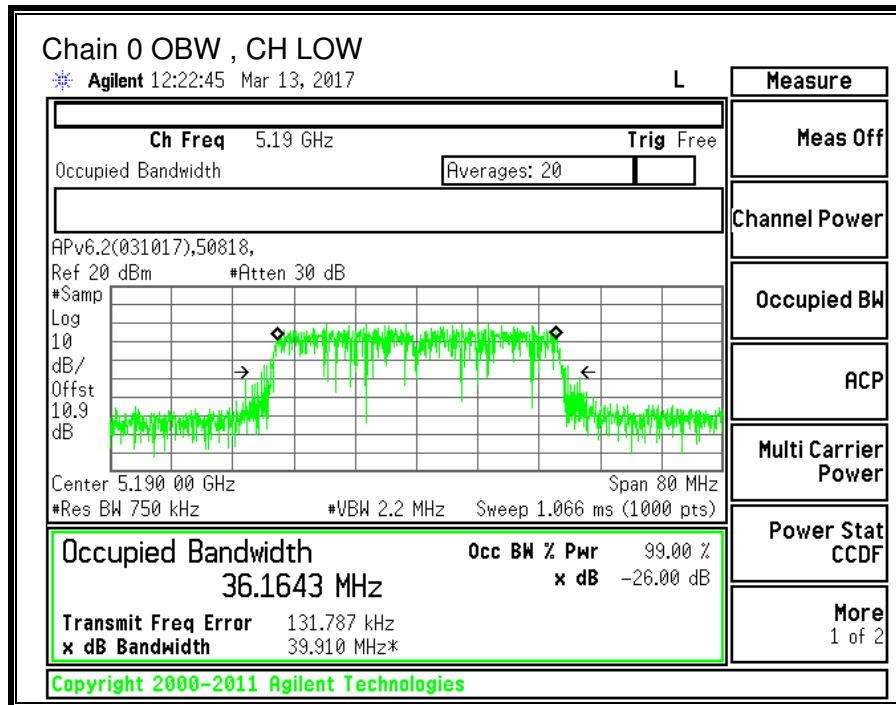 Chain 0 OBW , CH LOW
Agilent 12:22:45 Mar 13, 2017 L
Measure
Ch Freq 5.19 GHz Trig Free
Meas Off
Occupied Bandwidth Averages: 20
Channel Power
APv6.2(031017),50818,
Ref 20 dBm #Atten 30 dB
#Samp
Log
10
dB/
Offst
10.9
dB
Occupied BW
ACP
Center 5.190 00 GHz Span 80 MHz
#Res BW 750 kHz #VBW 2.2 MHz Sweep 1.066 ms (1000 pts)
Multi Carrier
Power
Occupied Bandwidth Occ BW % Pwr 99.00 %
36.1643 MHz x dB -26.00 dB
Transmit Freq Error 131.787 kHz
x dB Bandwidth 39.910 MHz*
Power Stat
CCDF
More
1 of 2
Copyright 2000-2011 Agilent Technologies